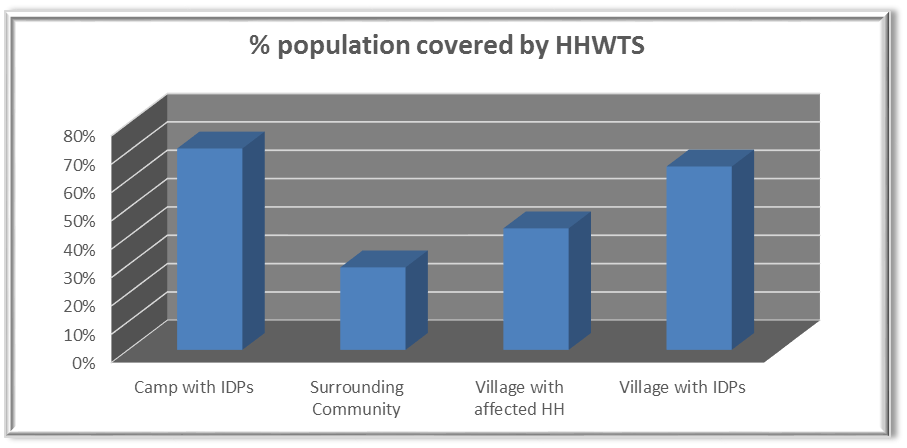 % population covered by HHWTS
80%
70%
60%
50%
40%
30%
20%
10%
0%
Camp with IDPs
Surrounding
Community
Village with
affected HH
Village with IDPs